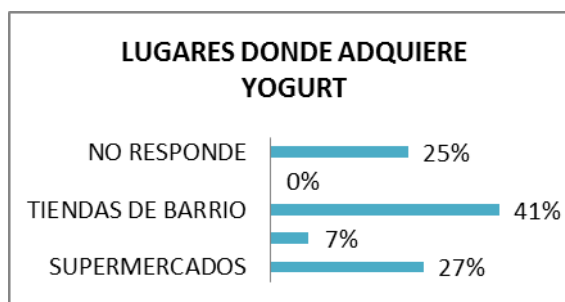 LUGARES DONDE ADQUIERE
YOGURT
NO RESPONDE 25%
0%
TIENDAS DE BARRIO 41%
7%
SUPERMERCADOS 27%